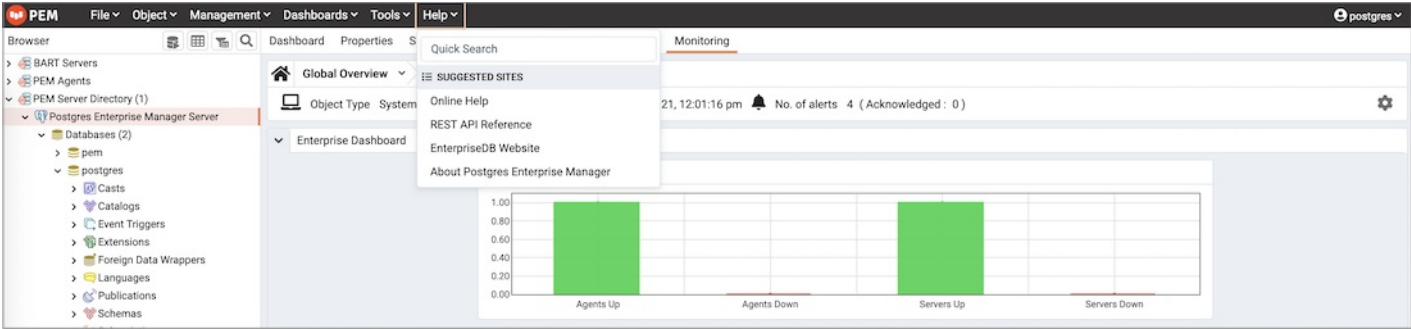 PEM File Object Management Dashboards Tools Help postgres
Browser
Dashboard Properties S Monitoring
Quick Search
SUGGESTED SITES
Online Help
REST API Reference
EnterpriseDB Website
About Postgres Enterprise Manager
BART Servers
PEM Agents
PEM Server Directory (1)
Postgres Enterprise Manager Server
Databases (2)
pem
postgres
Casts
Catalogs
Event Triggers
Extensions
Foreign Data Wrappers
Languages
Publications
Schemas
Global Overview
Object Type System 21, 12:01:16 pm No. of alerts 4 (Acknowledged: 0)
Enterprise Dashboard
1.00
0.80
0.60
0.40
0.20
0.00
Agents Up Agents Down Servers Up Servers Down